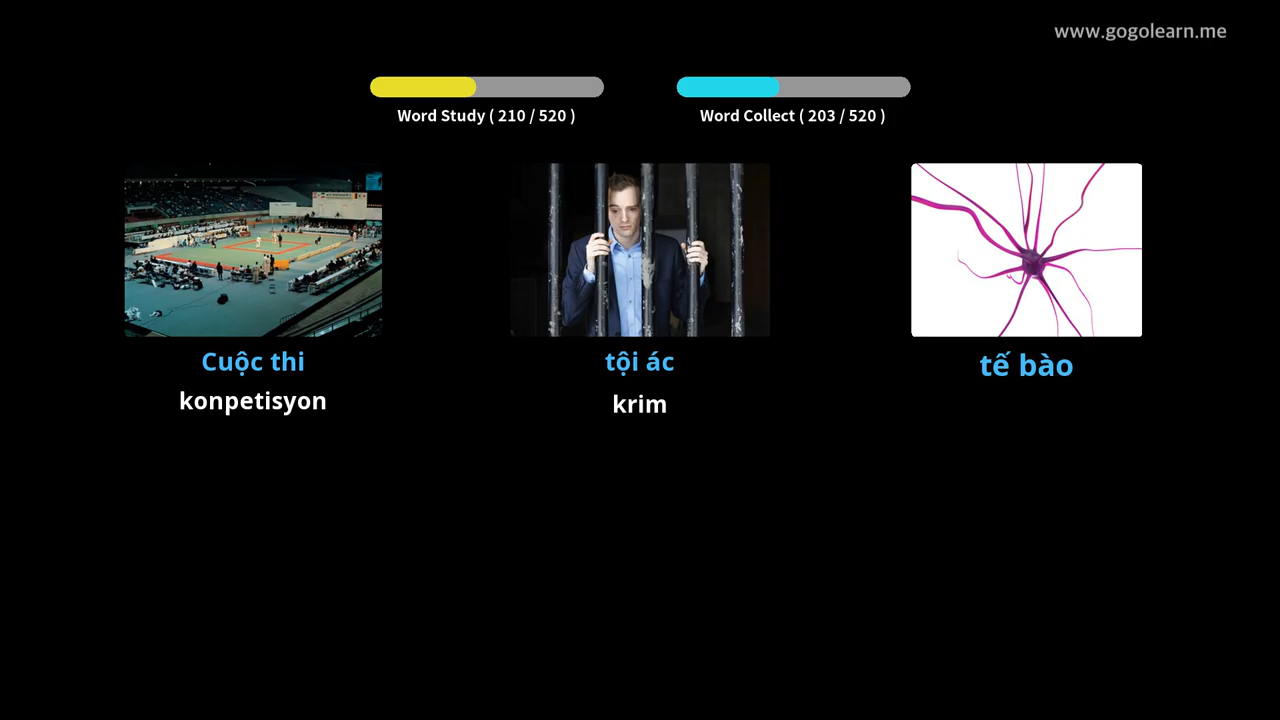 www.gogolearn.me
Word Study ( 210 / 520 )
Word Collect ( 203 / 520 )
Cuộc thi
konpetisyon
tội ác
krim
tế bào